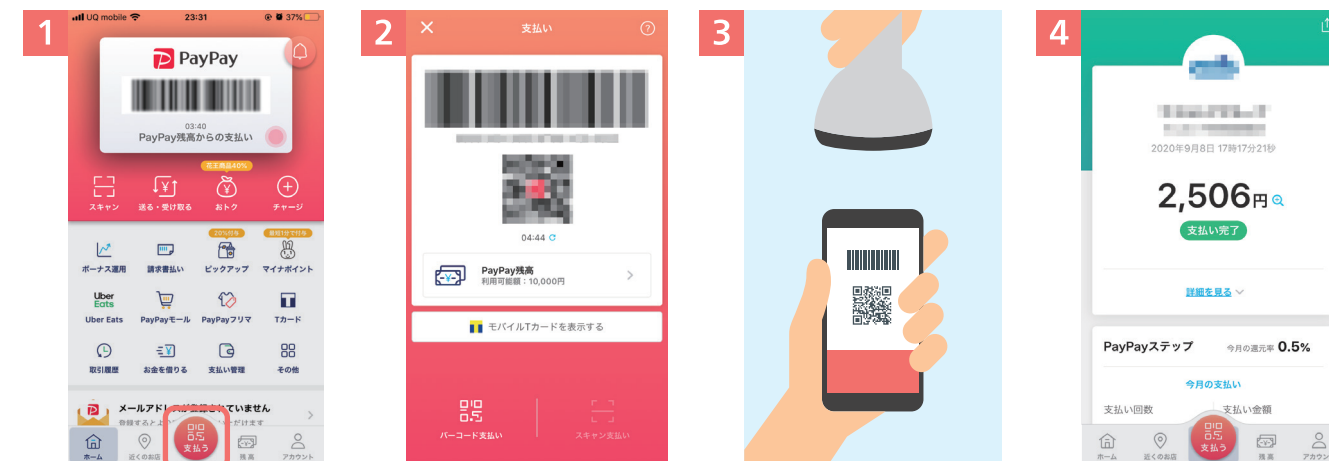 1
UQ mobile 23:31 37%
PayPay
03:40
PayPay残高からの支払い
花王商品40%
スキャン 送る・受け取る おトク チャージ
20%付与 最短1分で付与
ボーナス運用 請求書払い ピックアップ マイナポイント
Uber Eats
Uber Eats PayPayモール PayPayフリマ Tカード
取引履歴 お金を借りる 支払い管理 その他
ません
ホーム 近くのお店 支払う 残高 アカウント
2
支払い
04:44
PayPay残高
利用可能額：10,000円
モバイルTカードを表示する
バーコード支払い スキャン支払い
3
4
2020年9月8日 17時17分21秒
2,506円
支払い完了
詳細を見る
PayPayステップ 今月の還元率 0.5%
今月の支払い
支払い回数 支払い金額
ホーム 近くのお店 支払う 残高 アカウン